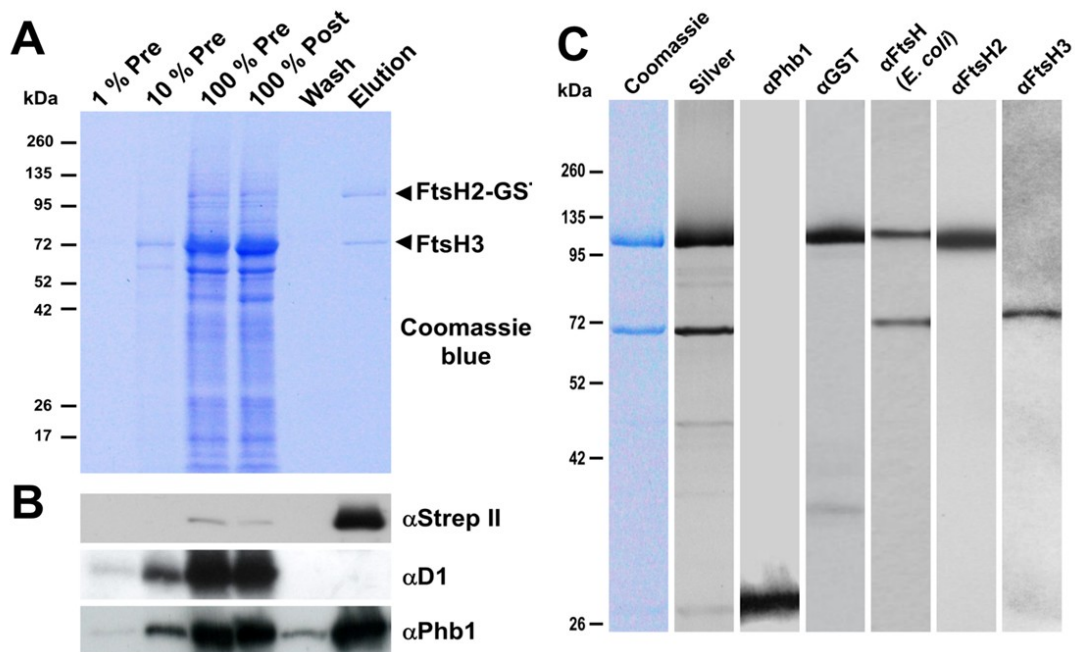 A
kDa
1 % Pre
10 % Pre
100 % Pre
100 % Post
Wash
Elution
260
135
95
72
52
42
26
17
FtsH2-GS
FtsH3
Coomassie
blue
B
αStrep II
αD1
αPhb1
C
kDa
Coomassie
Silver
αPhb1
αGST
αFtsH
(E. coli)
αFtsH2
αFtsH3
260
135
95
72
52
42
26